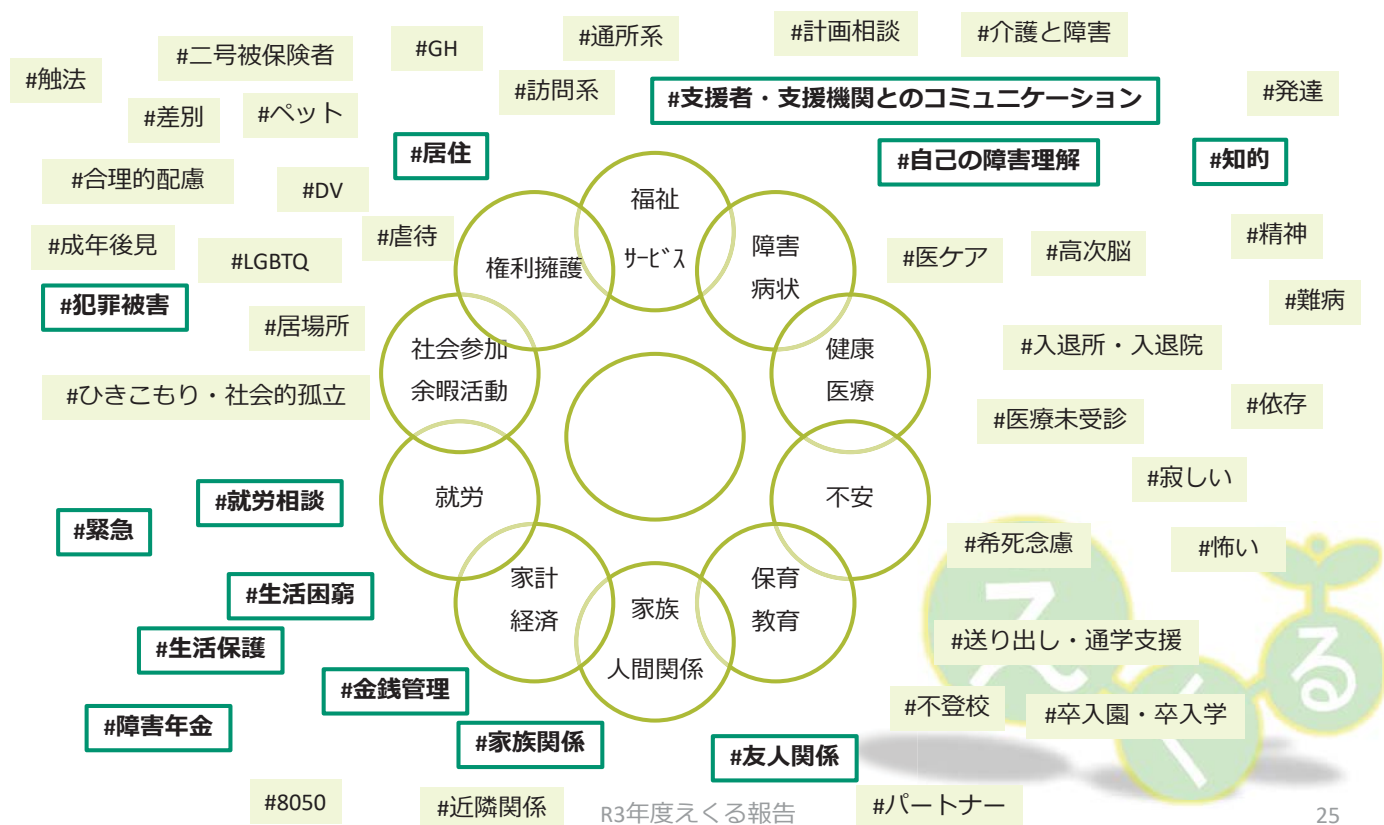 #通所系
#計画相談
#介護と障害
#GH
#二号被保険者
#触法
#訪問系
#支援者・支援機関とのコミュニケーション
#発達
#差別
#ペット
#居住
#自己の障害理解
#知的
#合理的配慮
#DV
#虐待
#成年後見
#LGBTQ
#医ケア
#高次脳
#精神
#犯罪被害
#居場所
#難病
#入退所・入退院
#ひきこもり・社会的孤立
#医療未受診
#依存
#寂しい
#就労相談
#緊急
#希死念慮
#怖い
#生活困窮
#生活保護
#送り出し・通学支援
#金銭管理
#障害年金
#不登校
#卒入園・卒入学
#家族関係
#友人関係
#8050
#近隣関係
#パートナー
福祉
サービス
障害
病状
健康
医療
不安
保育
教育
家族
人間関係
家計
経済
就労
社会参加
余暇活動
権利擁護
えくる
R3年度えくる報告
25